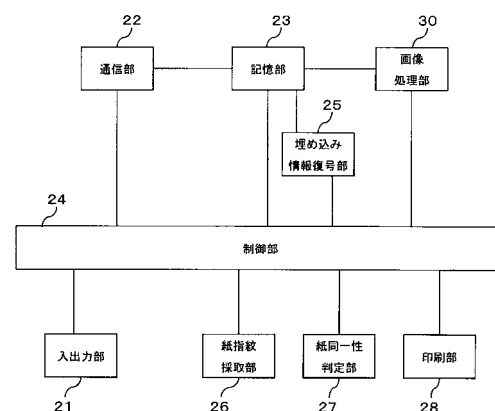 22
23
30
通信部
記憶部
画像
処理部
25
埋め込み
情報復号部
24
制御部
入出力部
紙指紋
採取部
紙同一性
判定部
印刷部
21
26
27
28